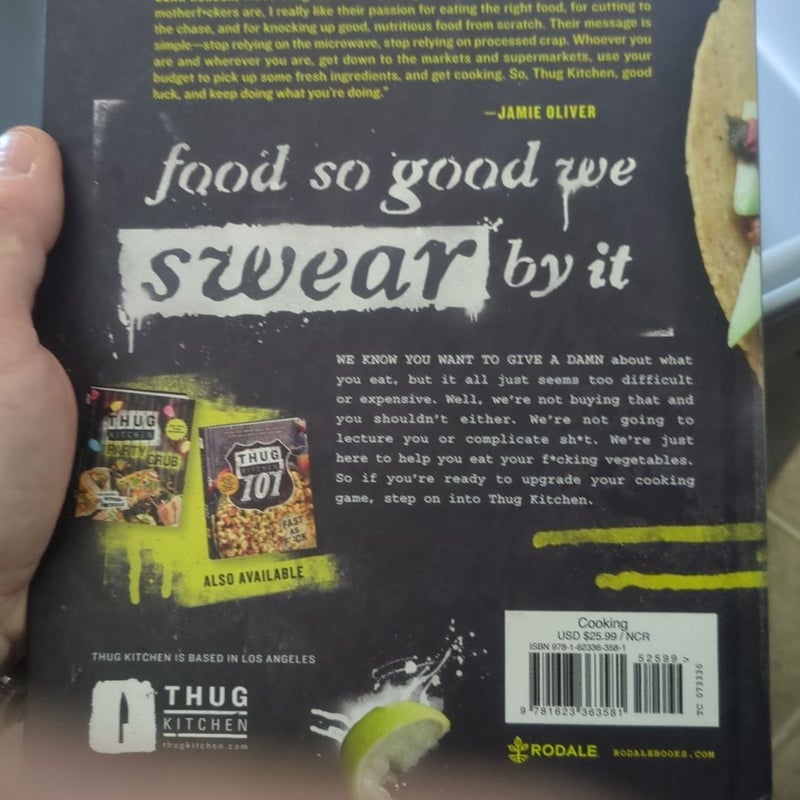 motherf*ckers are, I really like their passion for eating the right food, for cutting to
the chase, and for knocking up good, nutritious food from scratch. Their message is
simple—stop relying on the microwave, stop relying on processed crap. Whoever you
are and wherever you are, get down to the markets and supermarkets, use your
budget to pick up some fresh ingredients, and get cooking. So, Thug Kitchen, good
luck, and keep doing what you're doing."
—JAMIE OLIVER
food so good we
swear by it
WE KNOW YOU WANT TO GIVE A DAMN about what
you eat, but it all just seems too difficult
or expensive. Well, we're not buying that and
you shouldn't either. We're not going to
lecture you or complicate sh*t. We're just
here to help you eat your f*cking vegetables.
So if you're ready to upgrade your cooking
game, step on into Thug Kitchen.
THUG
KITCHEN
PARTY GRUB
THUG
KITCHEN
101
FAST
AS
F*CK
ALSO AVAILABLE
THUG KITCHEN IS BASED IN LOS ANGELES
THUG
KITCHEN
thugkitchen.com
Cooking
USD $25.99 / NCR
ISBN 978-1-62336-358-1
52599 >
9 781623 363581
RODALE
RODALEBOOKS.COM